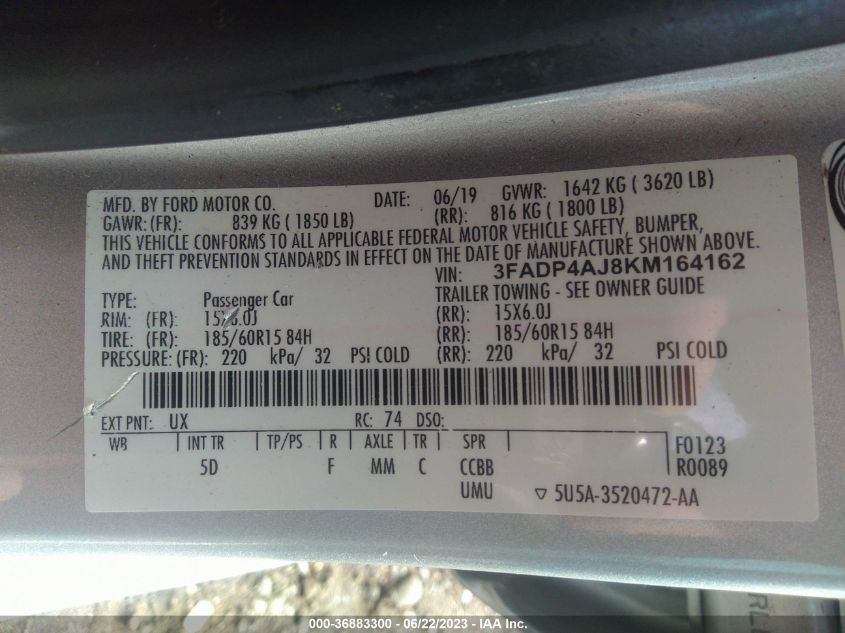 MFD. BY FORD MOTOR CO. DATE: 06/19 GVWR: 1642 KG ( 3620 LB)
GAWR: (FR): 839 KG ( 1850 LB) (RR): 816 KG ( 1800 LB)
THIS VEHICLE CONFORMS TO ALL APPLICABLE FEDERAL MOTOR VEHICLE SAFETY, BUMPER,
AND THEFT PREVENTION STANDARDS IN EFFECT ON THE DATE OF MANUFACTURE SHOWN ABOVE.
VIN: 3FADP4AJ8KM164162
TYPE: Passenger Car TRAILER TOWING - SEE OWNER GUIDE
RIM: (FR): 15X6.0J (RR): 15X6.0J
TIRE: (FR): 185/60R15 84H (RR): 185/60R15 84H
PRESSURE: (FR): 220 kPa/ 32 PSI COLD (RR): 220 kPa/ 32 PSI COLD
EXT PNT: UX RC: 74 DSO:
WB INT TR TP/PS R AXLE TR SPR F0123
5D F MM C CCBB R0089
UMU ▽ 5U5A-3520472-AA
000-36883300 - 06/22/2023 - IAA Inc.